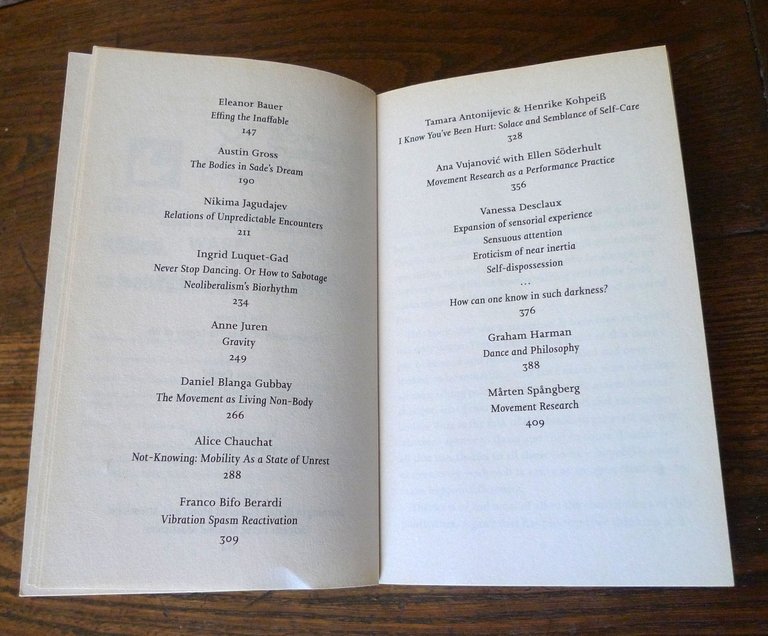 Eleanor Bauer
Effing the Inaffable
147
Austin Gross
The Bodies in Sade's Dream
190
Nikima Jagudajev
Relations of Unpredictable Encounters
211
Ingrid Luquet-Gad
Never Stop Dancing. Or How to Sabotage
Neoliberalism's Biorhythm
234
Anne Juren
Gravity
249
Daniel Blanga Gubbay
The Movement as Living Non-Body
266
Alice Chauchat
Not-Knowing: Mobility As a State of Unrest
288
Franco Bifo Berardi
Vibration Spasm Reactivation
309
Tamara Antonijevic & Henrike Kohpeiß
I Know You've Been Hurt: Solace and Semblance of Self-Care
328
Ana Vujanović with Ellen Söderhult
Movement Research as a Performance Practice
356
Vanessa Desclaux
Expansion of sensorial experience
Sensuous attention
Eroticism of near inertia
Self-dispossession
...
How can one know in such darkness?
376
Graham Harman
Dance and Philosophy
388
Mårten Spångberg
Movement Research
409